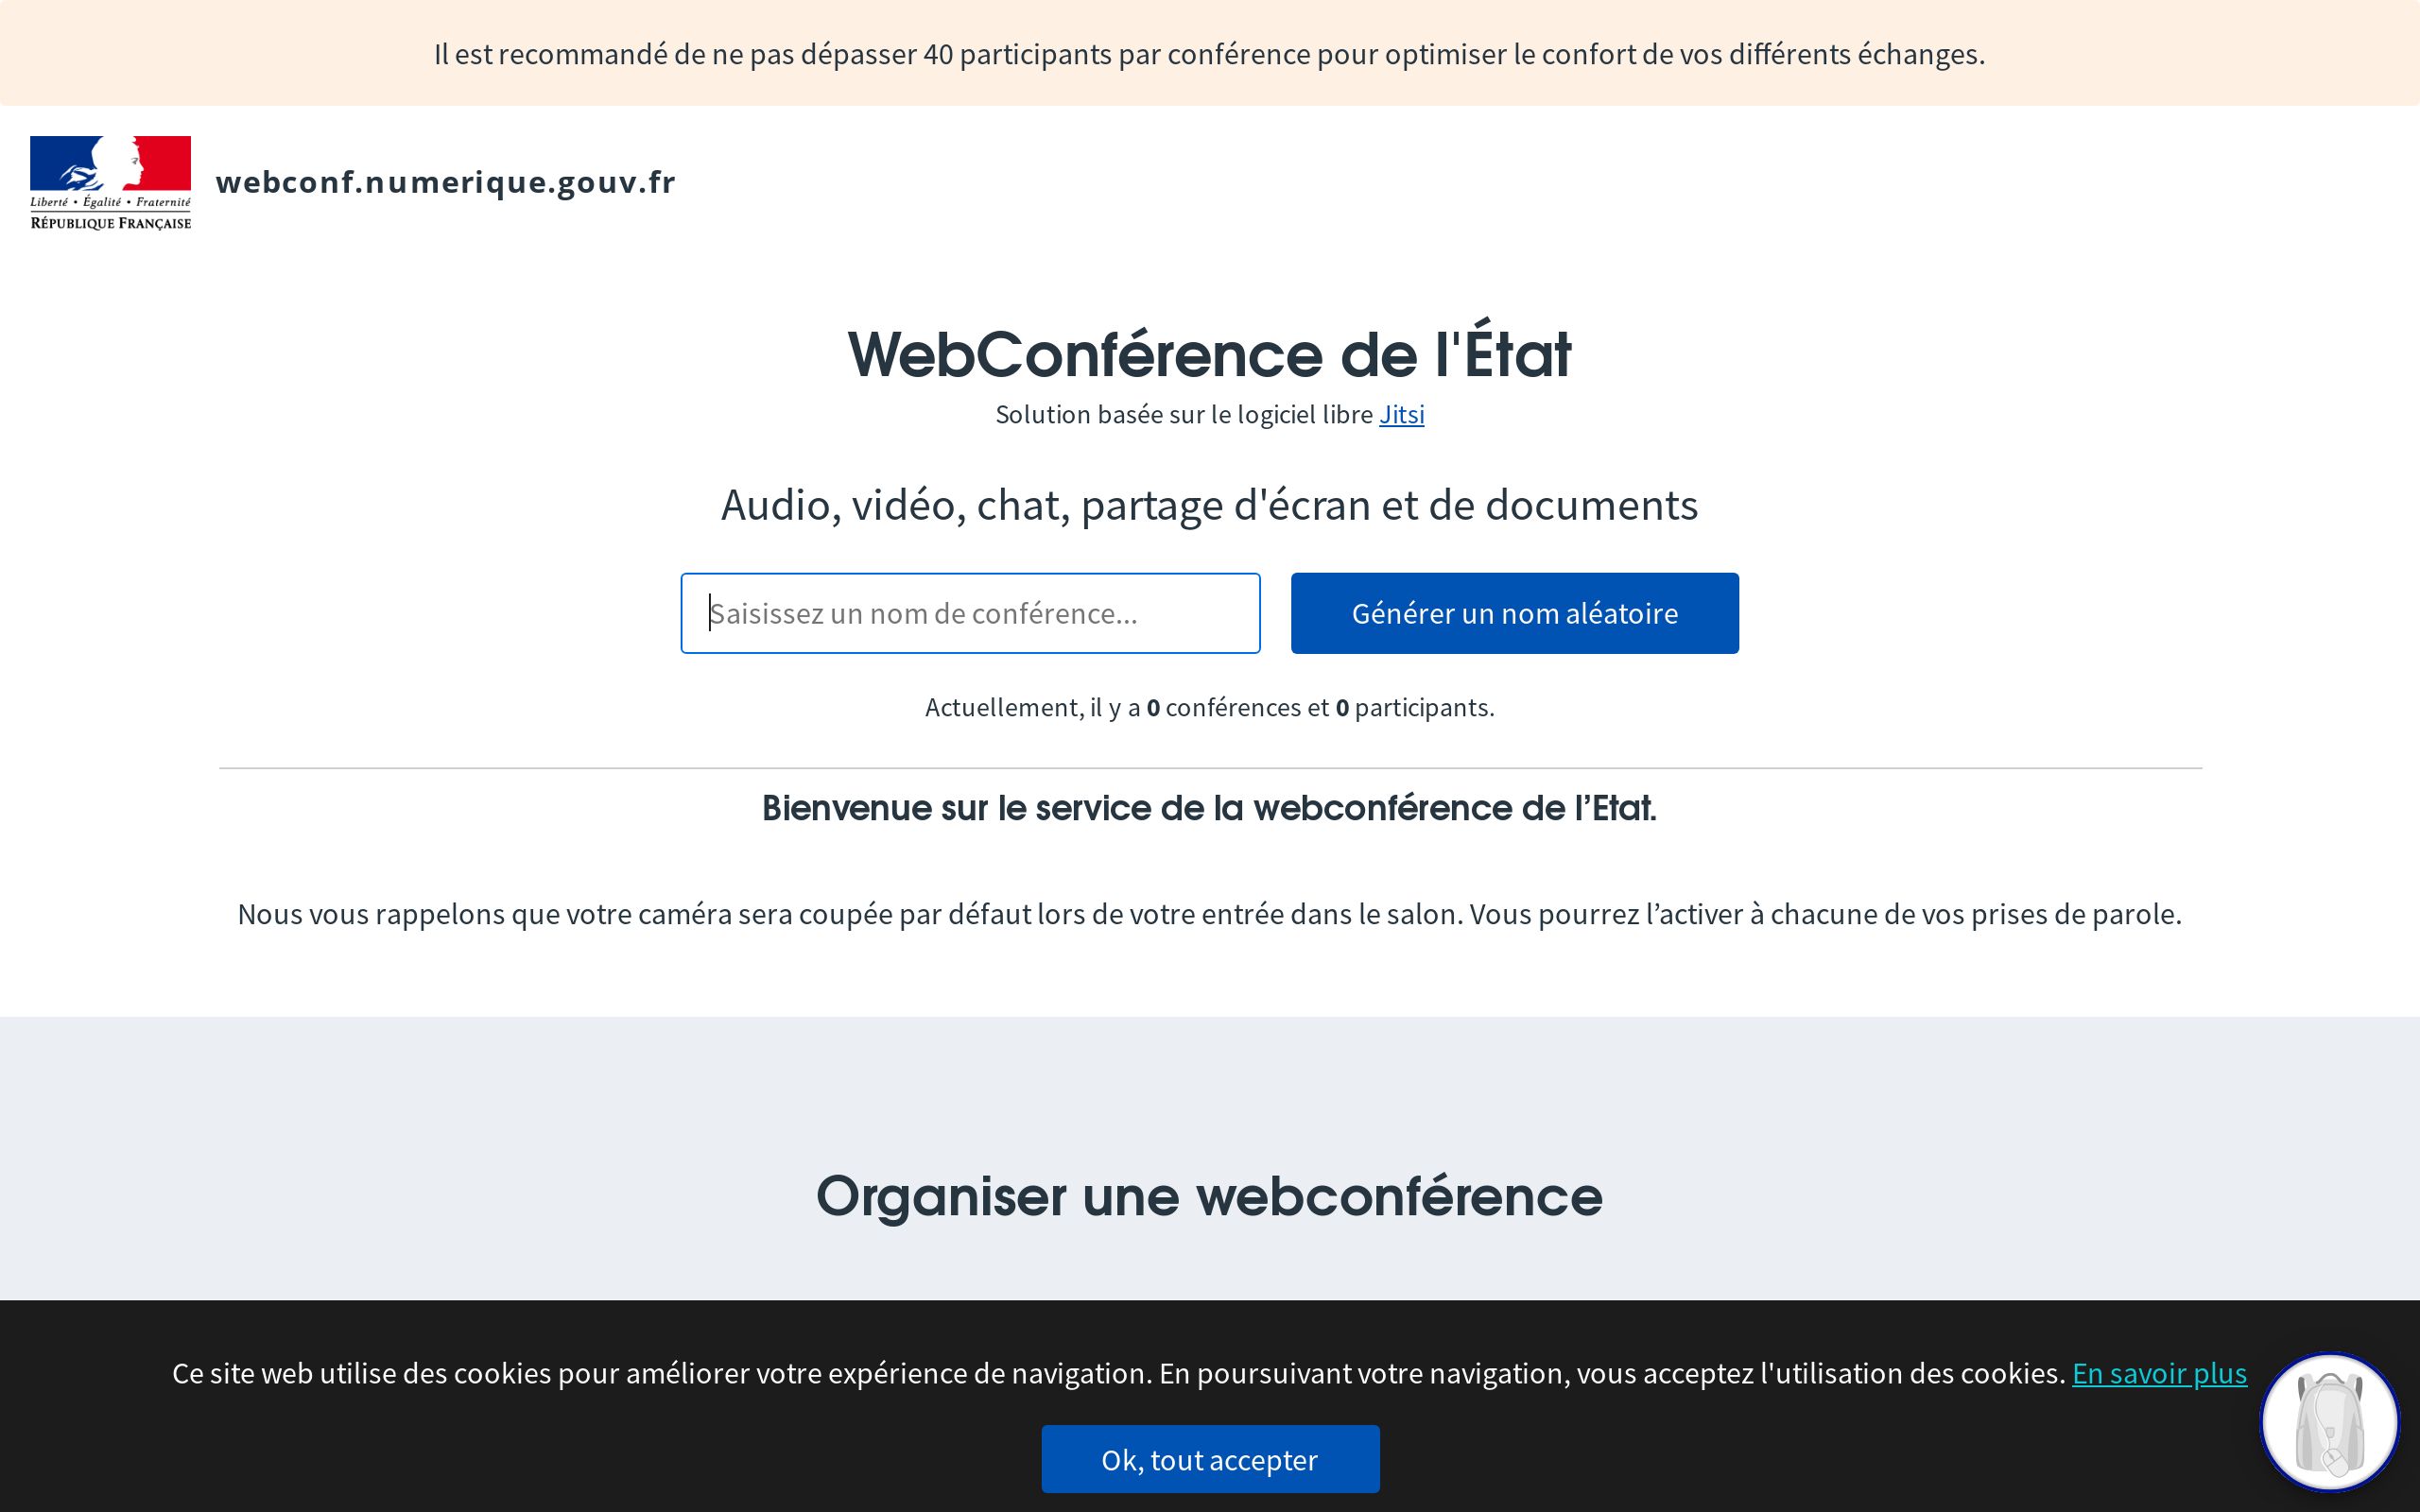 Il est recommandé de ne pas dépasser 40 participants par conférence pour optimiser le confort de vos différents échanges.
Liberté • Égalité • Fraternité
RÉPUBLIQUE FRANÇAISE
webconf.numerique.gouv.fr
WebConférence de l'État
Solution basée sur le logiciel libre Jitsi
Audio, vidéo, chat, partage d'écran et de documents
Saisissez un nom de conférence...
Générer un nom aléatoire
Actuellement, il y a 0 conférences et 0 participants.
Bienvenue sur le service de la webconférence de l’Etat.
Nous vous rappelons que votre caméra sera coupée par défaut lors de votre entrée dans le salon. Vous pourrez l’activer à chacune de vos prises de parole.
Organiser une webconférence
Ce site web utilise des cookies pour améliorer votre expérience de navigation. En poursuivant votre navigation, vous acceptez l'utilisation des cookies. En savoir plus
Ok, tout accepter